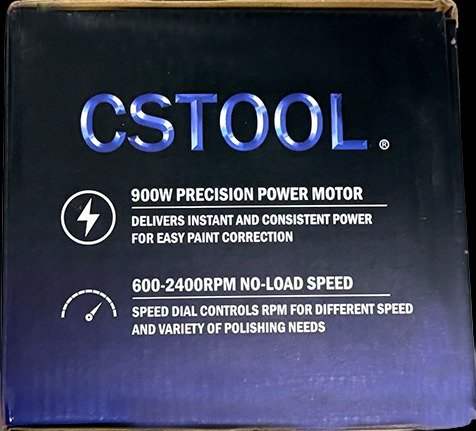 CSTOOL®
900W PRECISION POWER MOTOR
DELIVERS INSTANT AND CONSISTENT POWER
FOR EASY PAINT CORRECTION
600-2400RPM NO-LOAD SPEED
SPEED DIAL CONTROLS RPM FOR DIFFERENT SPEED
AND VARIETY OF POLISHING NEEDS